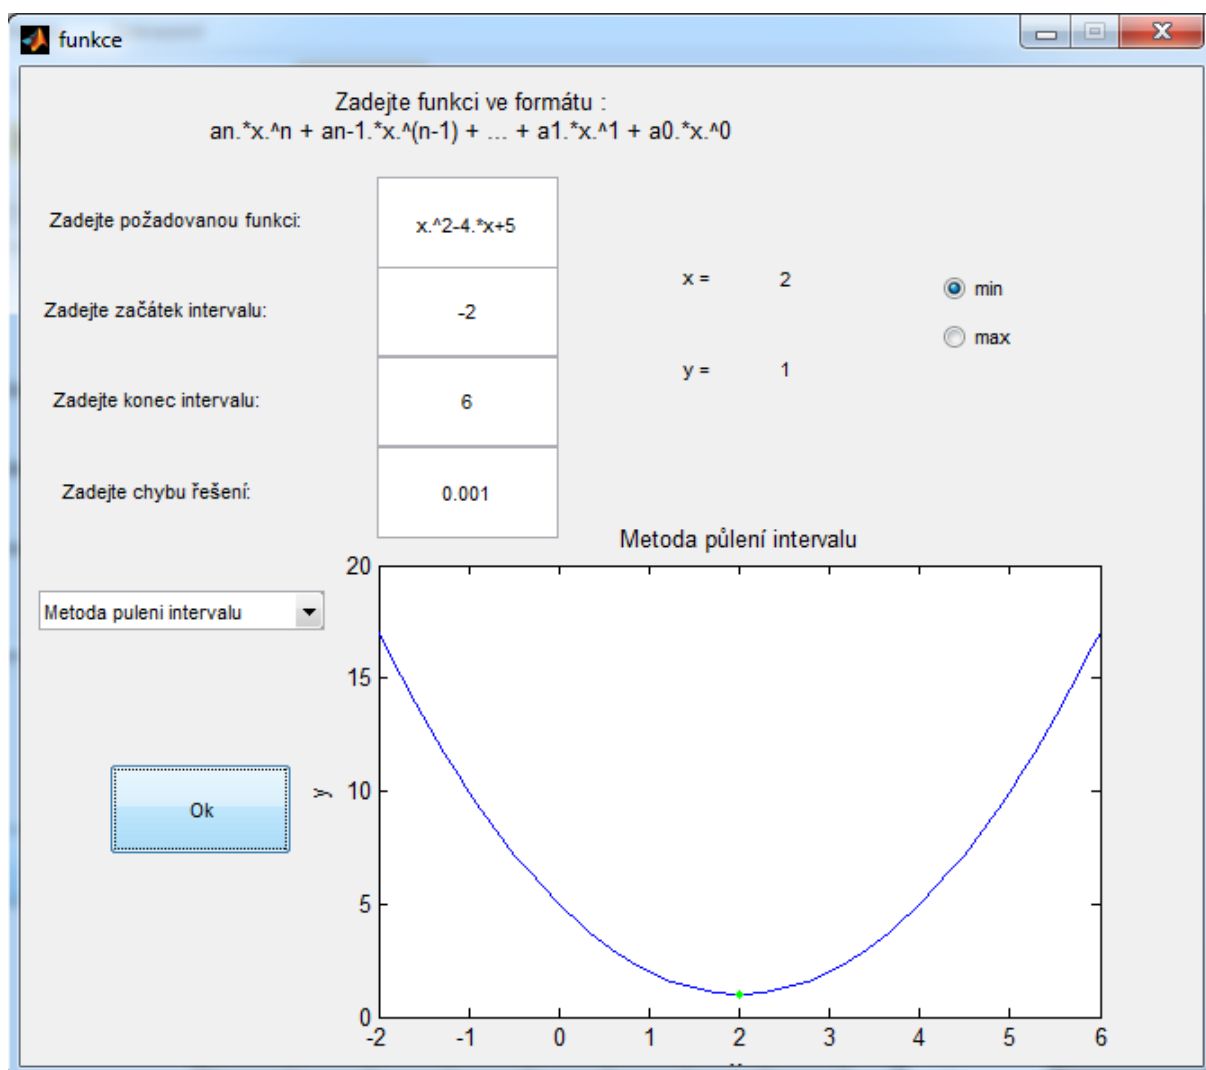 funkce
Zadejte funkci ve formátu :
an.*x.^n + an-1.*x.^(n-1) + ... + a1.*x.^1 + a0.*x.^0
Zadejte požadovanou funkci:
x.^2-4.*x+5
x =
2
min
Zadejte začátek intervalu:
-2
max
y =
1
Zadejte konec intervalu:
6
Zadejte chybu řešení:
0.001
Metoda půlení intervalu
Metoda puleni intervalu
Ok
y
20
15
10
5
0
-2 -1 0 1 2 3 4 5 6